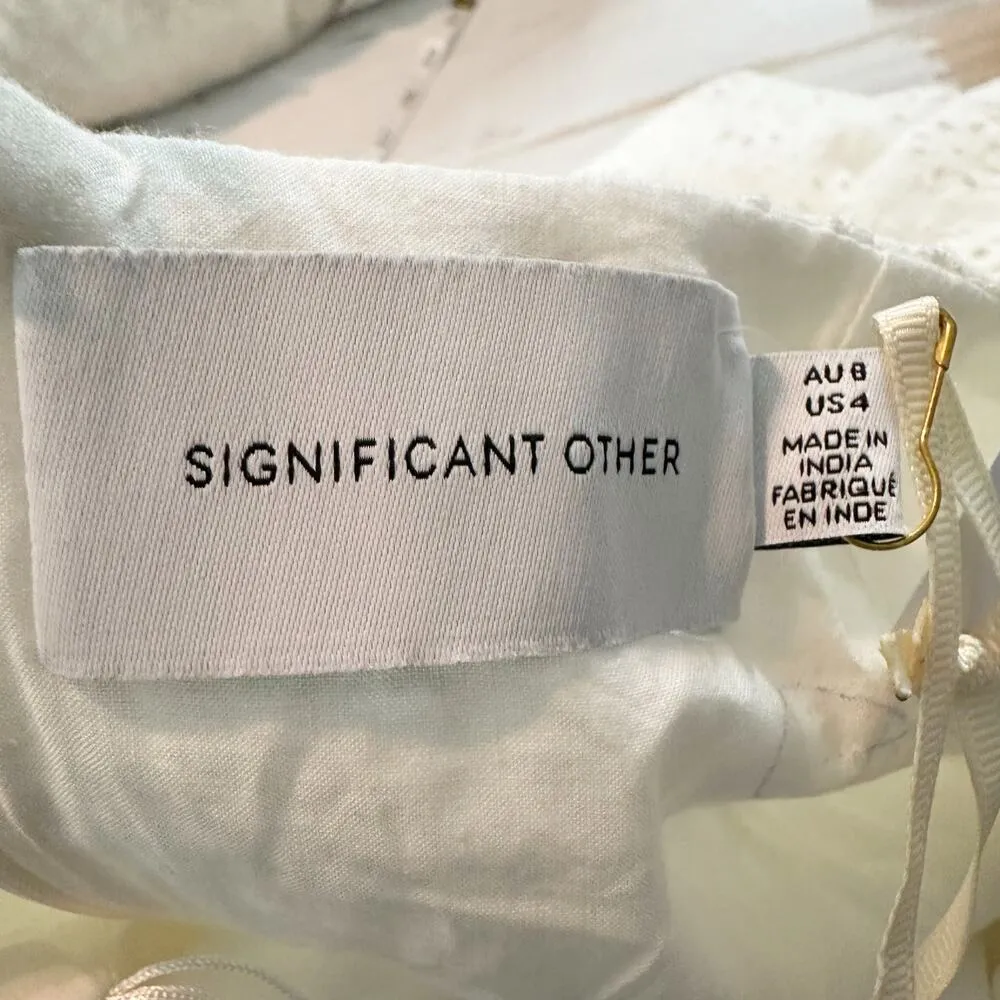 SIGNIFICANT OTHER
AU 8
US 4
MADE IN
INDIA
FABRIQUÉ
EN INDE